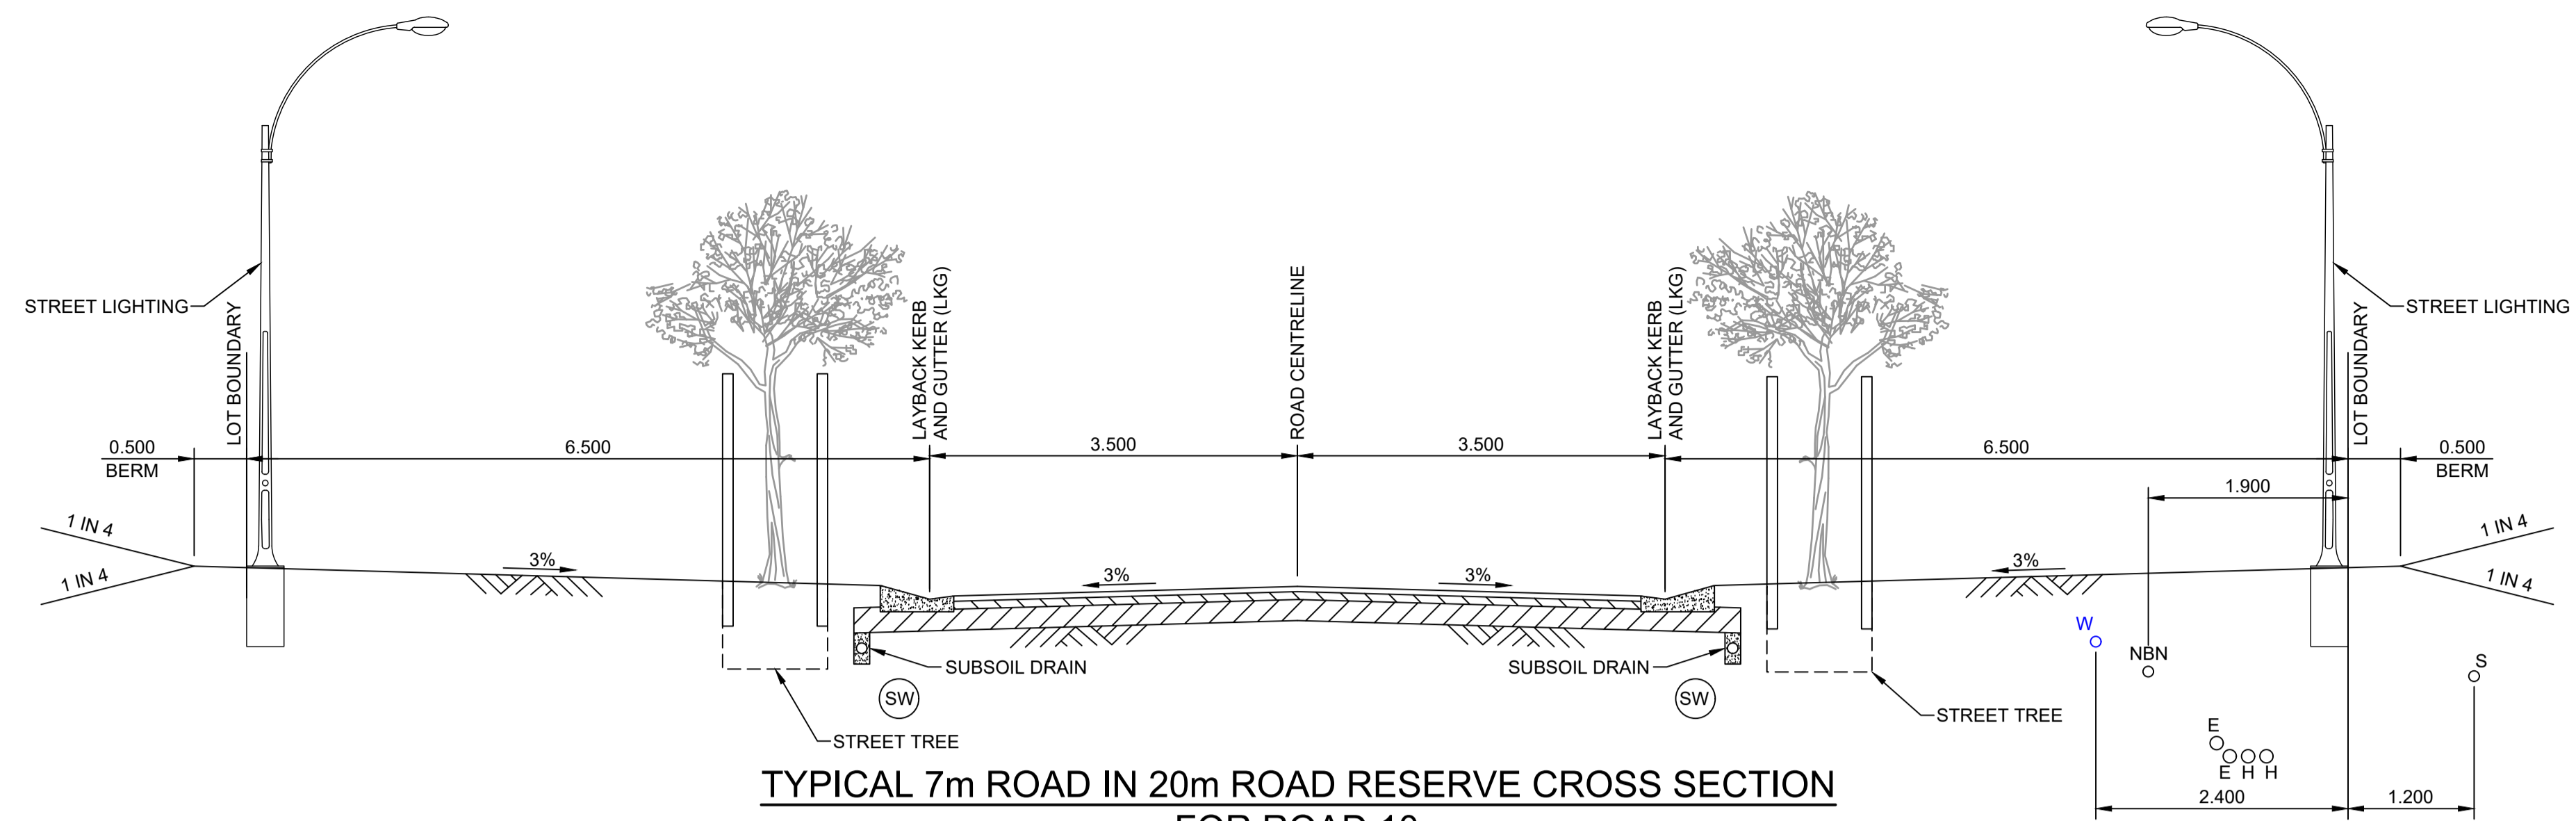 STREET LIGHTING
LOT BOUNDARY
LAYBACK KERB
AND GUTTER (LKG)
ROAD CENTRELINE
LAYBACK KERB
AND GUTTER (LKG)
LOT BOUNDARY
STREET LIGHTING
0.500
BERM
6.500
3.500
3.500
6.500
0.500
BERM
1.900
1 IN 4
1 IN 4
3%
3%
3%
3%
1 IN 4
1 IN 4
W
NBN
S
SUBSOIL DRAIN
SUBSOIL DRAIN
SW
SW
STREET TREE
STREET TREE
E
E H H
2.400
1.200
TYPICAL 7m ROAD IN 20m ROAD RESERVE CROSS SECTION